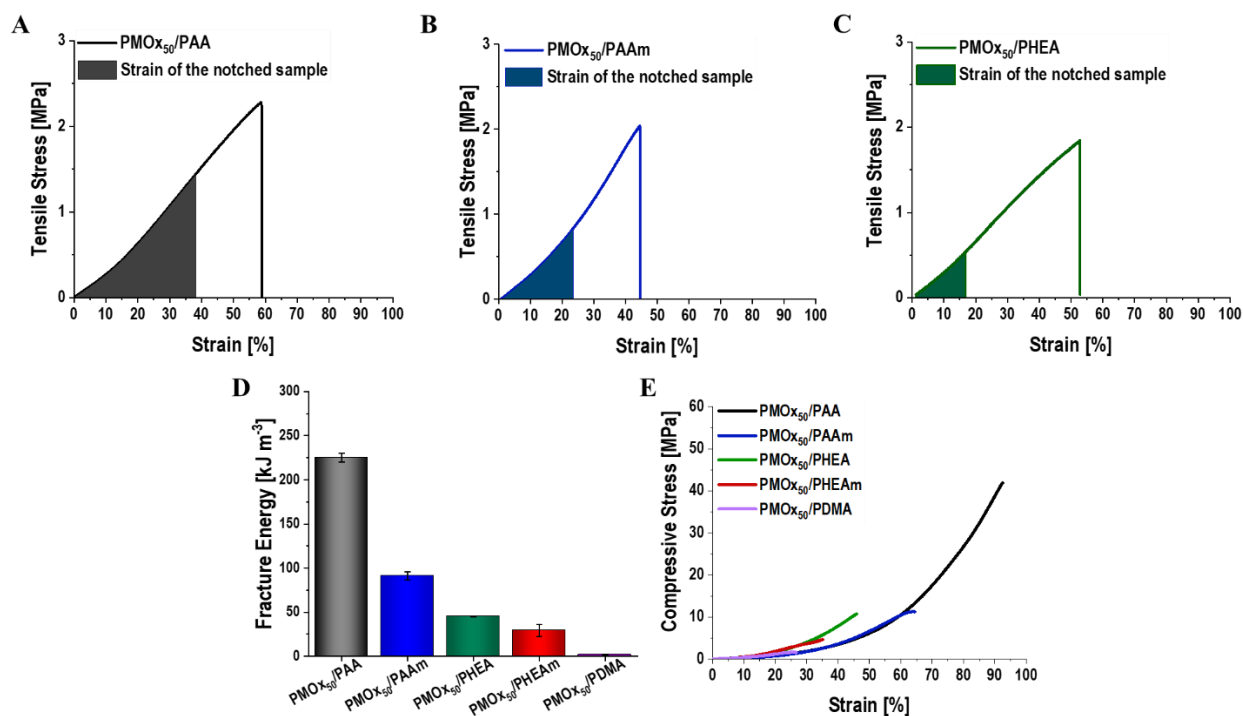 A
PMOx₅₀/PAA
Strain of the notched sample
Tensile Stress [MPa]
3
2
1
0
0 10 20 30 40 50 60 70 80 90 100
Strain [%]
B
PMOx₅₀/PAAm
Strain of the notched sample
Tensile Stress [MPa]
3
2
1
0
0 10 20 30 40 50 60 70 80 90 100
Strain [%]
C
PMOx₅₀/PHEA
Strain of the notched sample
Tensile Stress [MPa]
3
2
1
0
0 10 20 30 40 50 60 70 80 90 100
Strain [%]
D
Fracture Energy [kJ m⁻³]
300
250
200
150
100
50
0
PMOx₅₀/PAA
PMOx₅₀/PAAm
PMOx₅₀/PHEA
PMOx₅₀/PHEAm
PMOx₅₀/PDMA
E
PMOx₅₀/PAA
PMOx₅₀/PAAm
PMOx₅₀/PHEA
PMOx₅₀/PHEAm
PMOx₅₀/PDMA
Compressive Stress [MPa]
60
50
40
30
20
10
0
0 10 20 30 40 50 60 70 80 90 100
Strain [%]